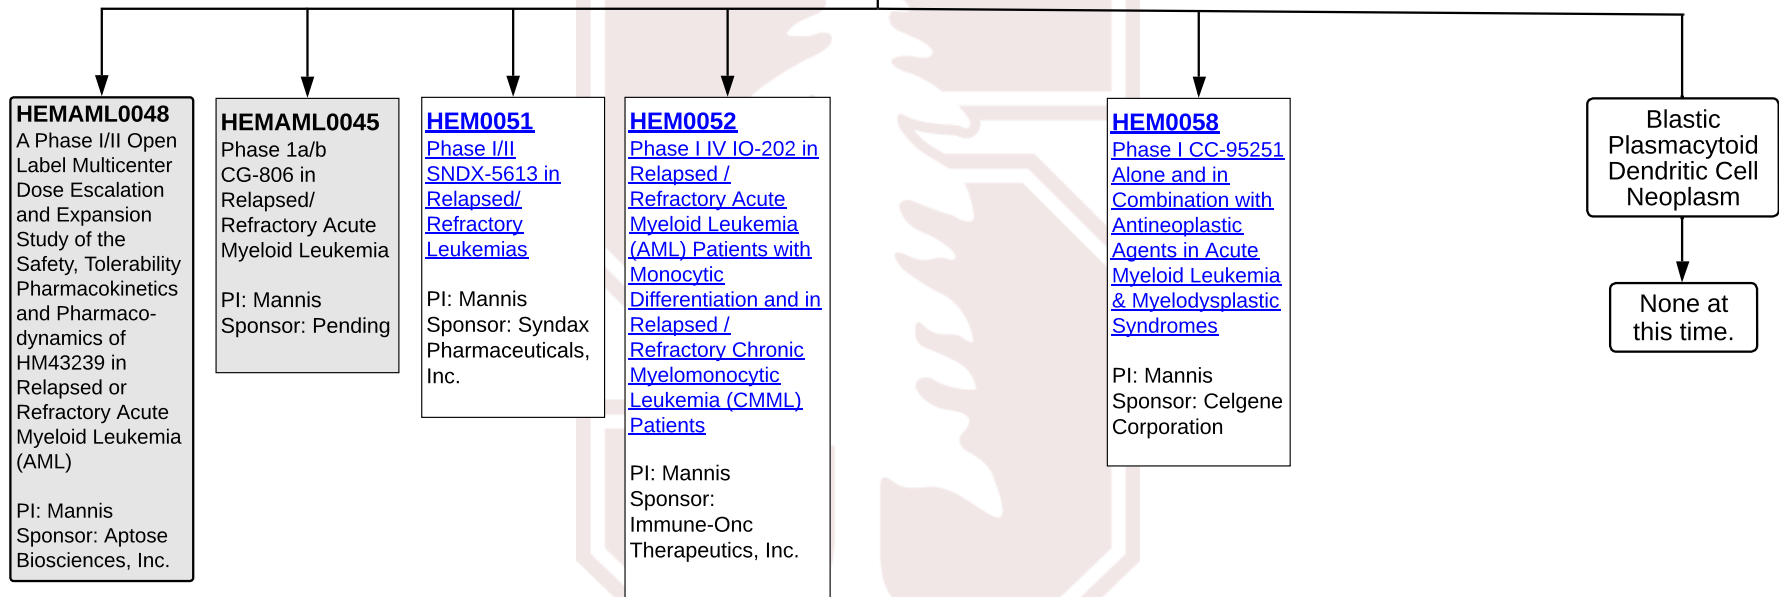 HEMAML0048
A Phase I/II Open
Label Multicenter
Dose Escalation
and Expansion
Study of the
Safety, Tolerability
Pharmacokinetics
and Pharmaco-
dynamics of
HM43239 in
Relapsed or
Refractory Acute
Myeloid Leukemia
(AML)
PI: Mannis
Sponsor: Aptose
Biosciences, Inc.
HEMAML0045
Phase 1a/b
CG-806 in
Relapsed/
Refractory Acute
Myeloid Leukemia
PI: Mannis
Sponsor: Pending
HEM0051
Phase I/II
SNDX-5613 in
Relapsed/
Refractory
Leukemias
PI: Mannis
Sponsor: Syndax
Pharmaceuticals,
Inc.
HEM0052
Phase I IV IO-202 in
Relapsed /
Refractory Acute
Myeloid Leukemia
(AML) Patients with
Monocytic
Differentiation and in
Relapsed /
Refractory Chronic
Myelomonocytic
Leukemia (CMML)
Patients
PI: Mannis
Sponsor:
Immune-Onc
Therapeutics, Inc.
HEM0058
Phase I CC-95251
Alone and in
Combination with
Antineoplastic
Agents in Acute
Myeloid Leukemia
& Myelodysplastic
Syndromes
PI: Mannis
Sponsor: Celgene
Corporation
Blastic
Plasmacytoid
Dendritic Cell
Neoplasm
None at
this time.